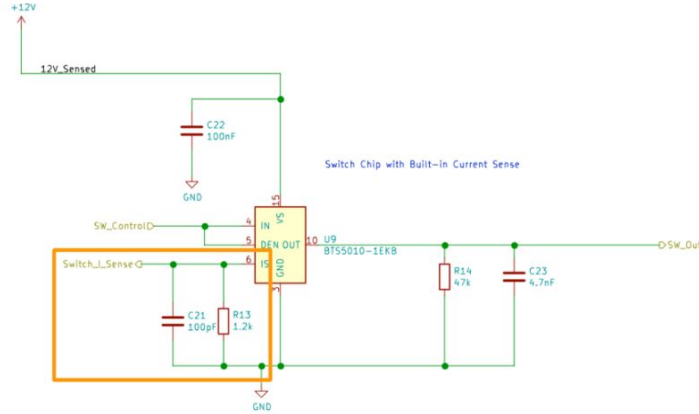 +12V
12V_Sensed
C22
100nF
GND
Switch Chip with Built-in Current Sense
15
VS
SW_Control
4 IN
5 DEN OUT 10
U9
BTS5010-1EKB
SW_Out
Switch_I_Sense
6 IS
GND
3
C21
100pF
R13
1.2k
R14
47k
C23
4.7nF
GND